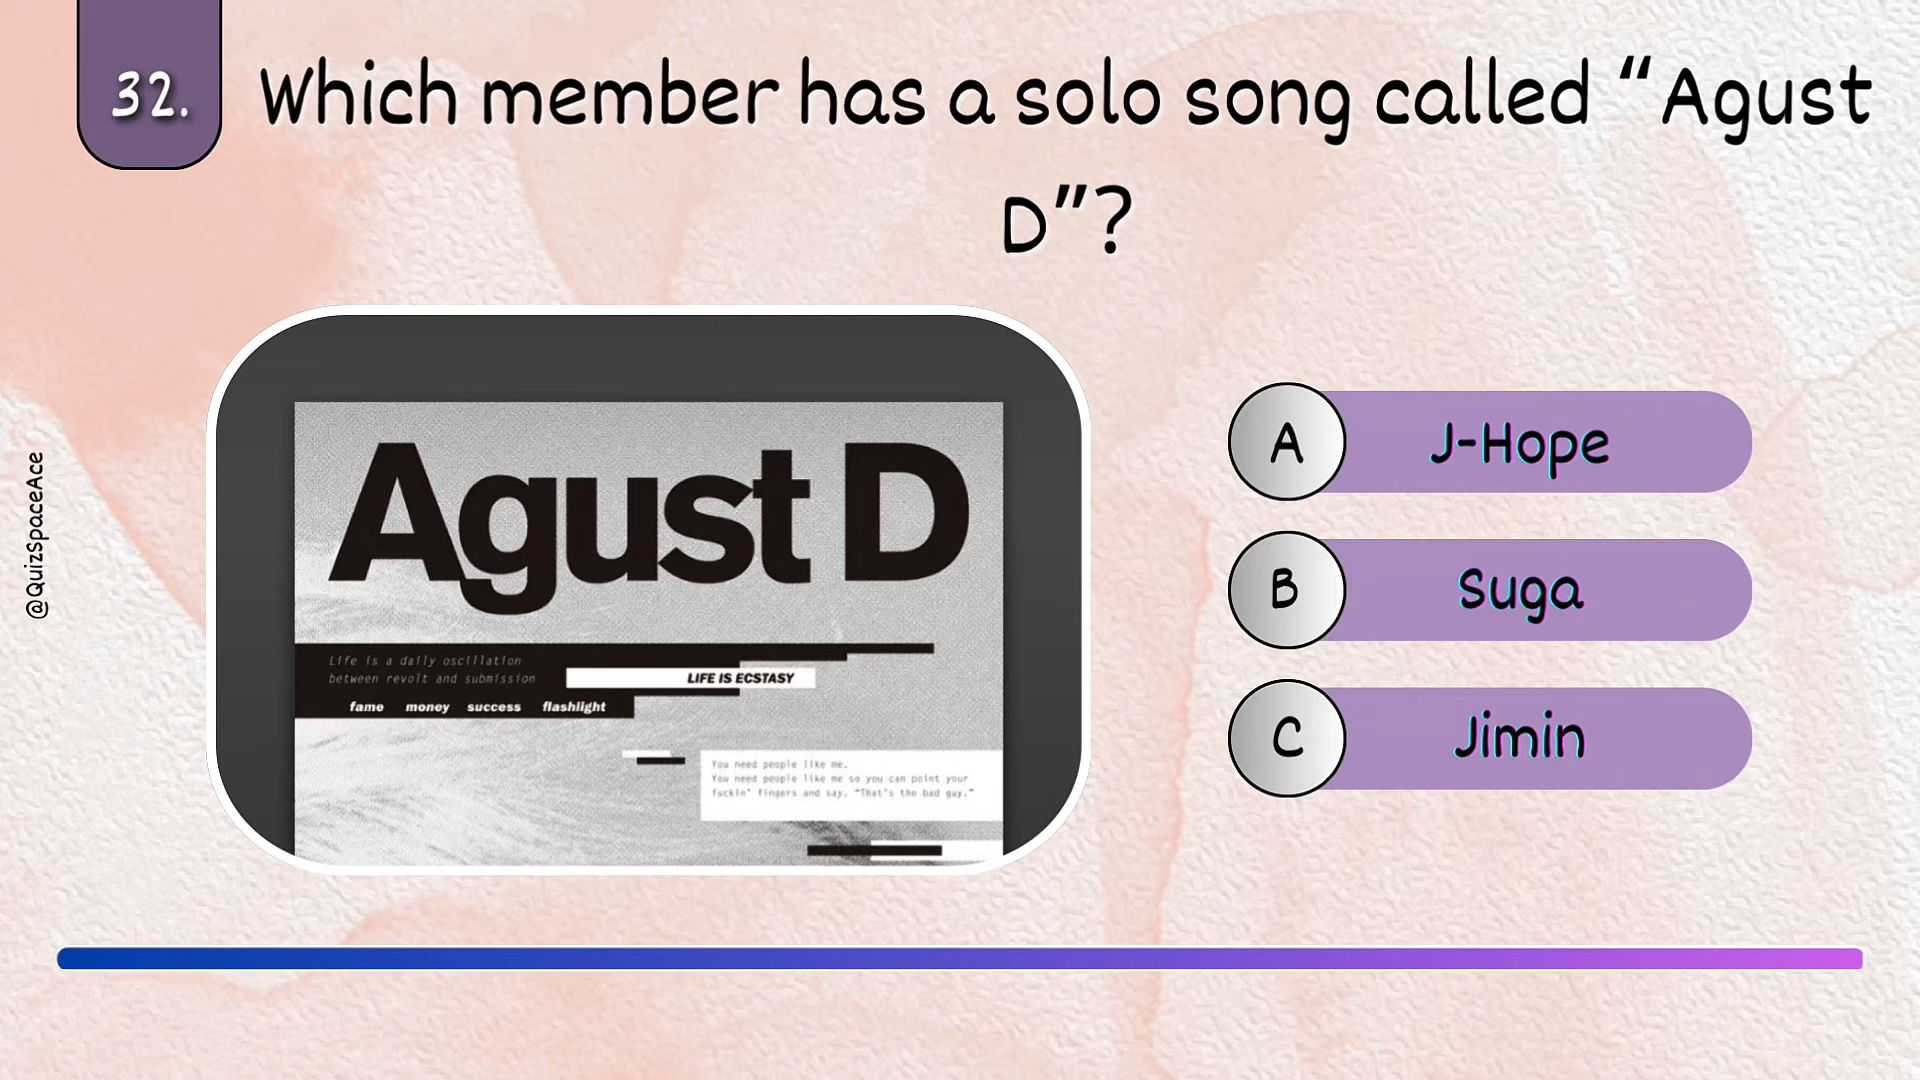 32.
Which member has a solo song called “Agust
D”?
@QuizSpaceAce
Agust D
Life is a daily oscillation
between revolt and submission
LIFE IS ECSTASY
fame money success flashlight
You need people like me.
You need people like me so you can point your
fuckin' fingers and say. "That's the bad guy."
A J-Hope
B Suga
C Jimin